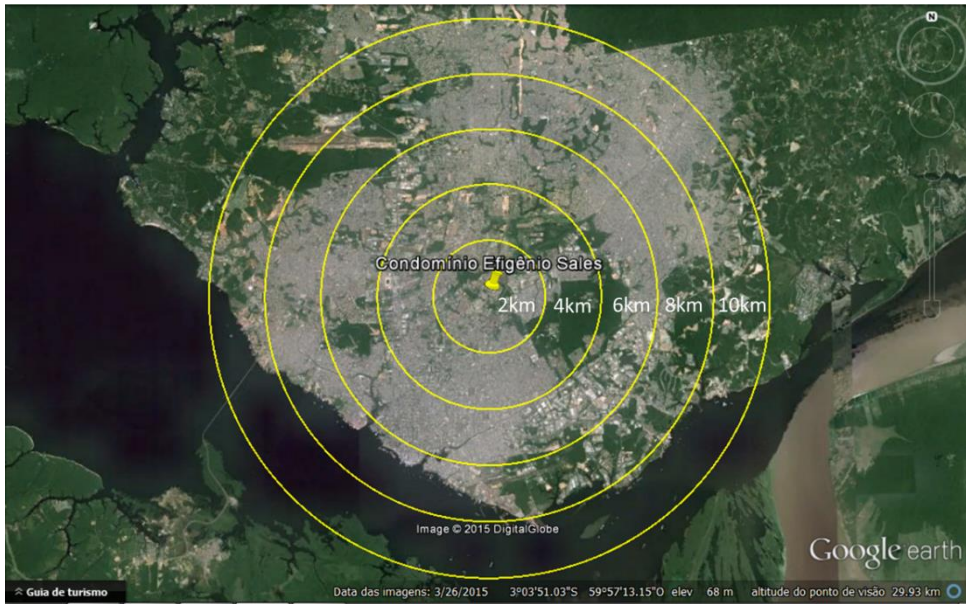 N
Condomínio Efigênio Sales
2km 4km 6km 8km 10km
Image © 2015 DigitalGlobe
Google earth
Guia de turismo
Data das imagens: 3/26/2015 3°03'51.03"S 59°57'13.15"O elev 68 m altitude do ponto de visão 29.93 km